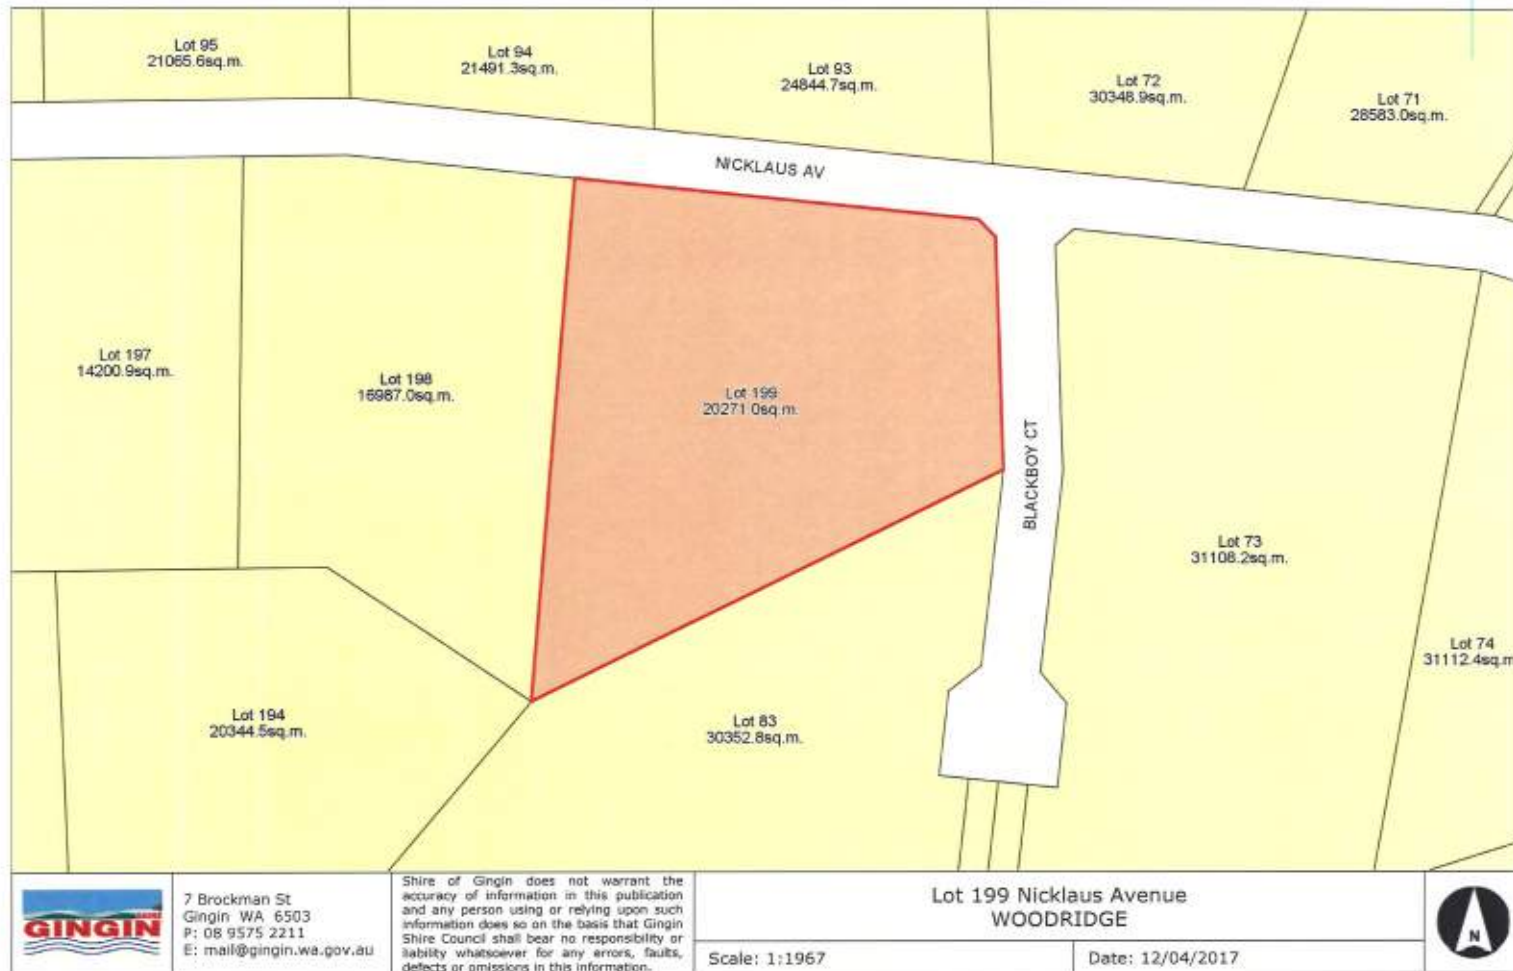 Lot 95
21065.6sq.m.
Lot 94
21491.3sq.m.
Lot 93
24844.7sq.m.
Lot 72
30348.9sq.m.
Lot 71
28583.0sq.m.
NICKLAUS AV
Lot 197
14200.9sq.m.
Lot 198
16987.0sq.m.
Lot 199
20271.0sq.m.
BLACKBOY CT
Lot 73
31108.2sq.m.
Lot 74
31112.4sq.m
Lot 194
20344.5sq.m.
Lot 83
30352.8sq.m.
GINGIN
7 Brockman St
Gingin WA 6503
P: 08 9575 2211
E: mail@gingin.wa.gov.au
Shire of Gingin does not warrant the
accuracy of information in this publication
and any person using or relying upon such
information does so on the basis that Gingin
Shire Council shall bear no responsibility or
liability whatsoever for any errors, faults,
defects or omissions in this information.
Lot 199 Nicklaus Avenue
WOODRIDGE
Scale: 1:1967
Date: 12/04/2017
N